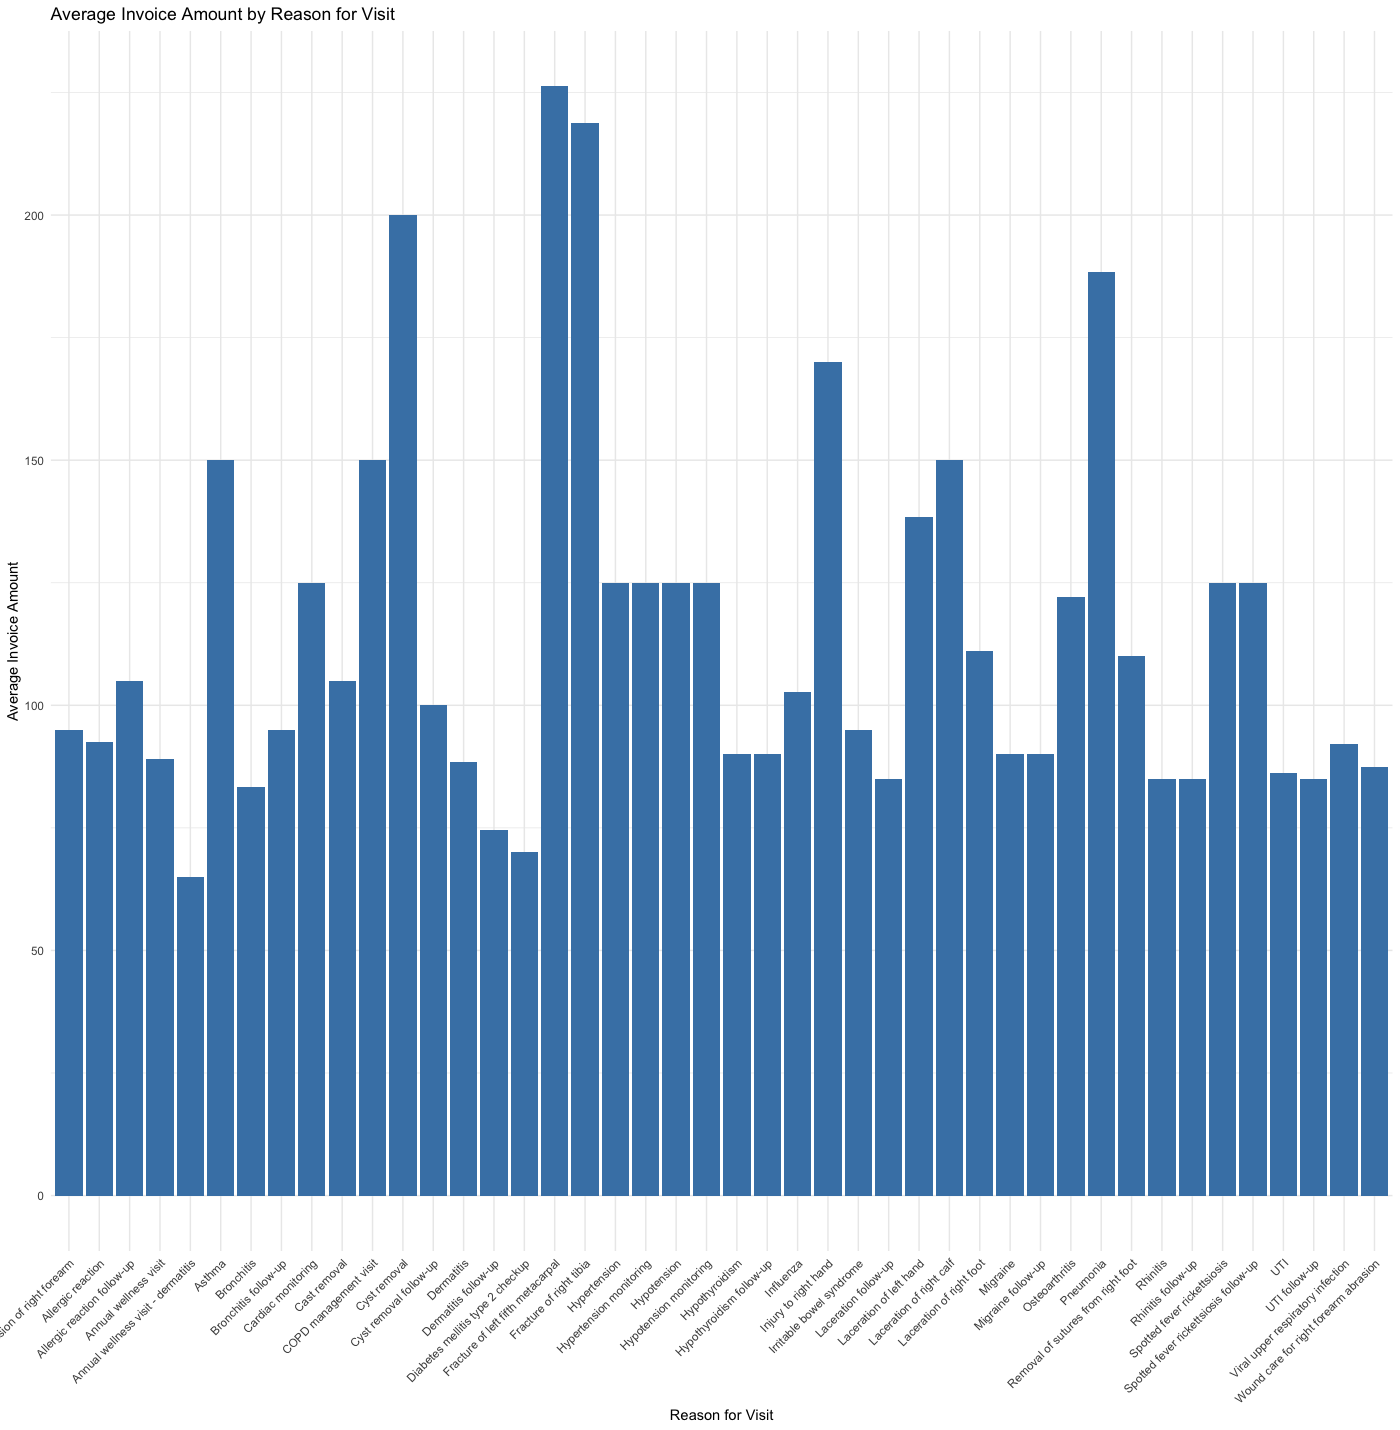 Average Invoice Amount by Reason for Visit
Average Invoice Amount
200
150
100
50
0
of right forearm
Allergic reaction
Allergic reaction follow-up
Annual wellness visit
Annual wellness visit - dermatitis
Asthma
Bronchitis
Bronchitis follow-up
Cardiac monitoring
Cast removal
COPD management visit
Cyst removal
Cyst removal follow-up
Dermatitis
Dermatitis follow-up
Diabetes mellitis type 2 checkup
Fracture of left fifth metacarpal
Fracture of right tibia
Hypertension
Hypertension monitoring
Hypotension
Hypotension monitoring
Hypothyroidism
Hypothyroidism follow-up
Influenza
Injury to right hand
Irritable bowel syndrome
Laceration follow-up
Laceration of left hand
Laceration of right calf
Laceration of right foot
Migraine
Migraine follow-up
Osteoarthritis
Pneumonia
Removal of sutures from right foot
Rhinitis
Rhinitis follow-up
Spotted fever rickettsiosis
Spotted fever rickettsiosis follow-up
UTI
UTI follow-up
Viral upper respiratory infection
Wound care for right forearm abrasion
Reason for Visit